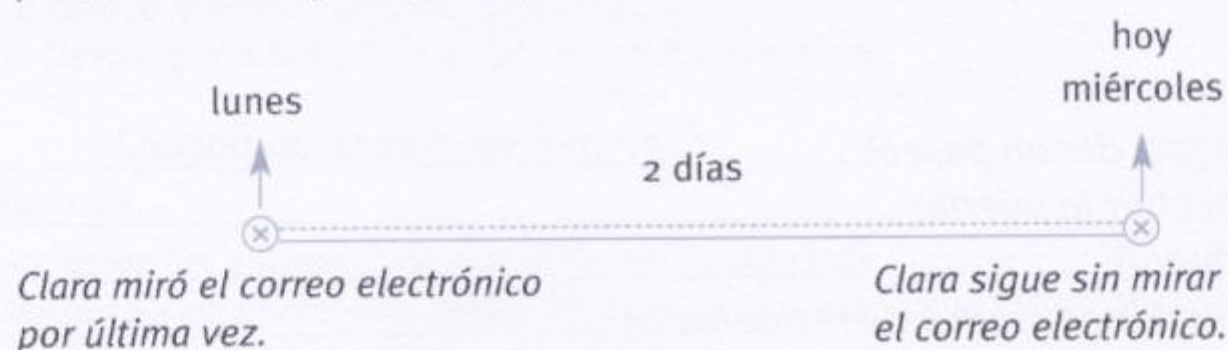 hoy
lunes
miércoles
2 días
Clara miró el correo electrónico
por última vez.
Clara sigue sin mirar
el correo electrónico.